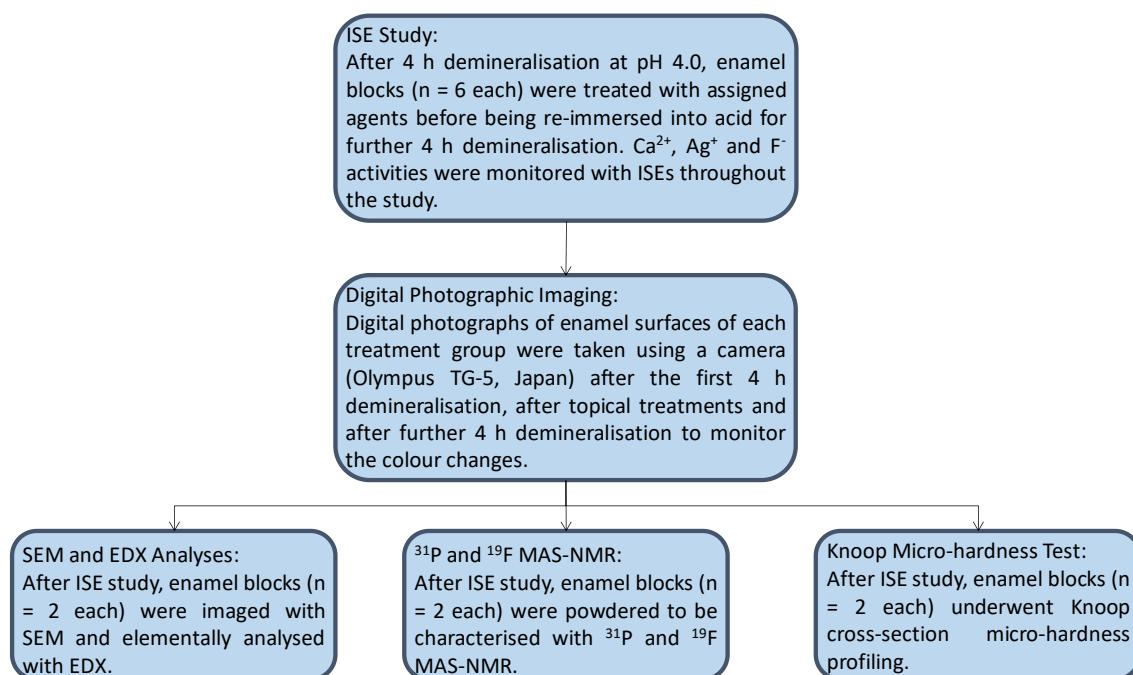 ISE Study:
After 4 h demineralisation at pH 4.0, enamel
blocks (n = 6 each) were treated with assigned
agents before being re-immersed into acid for
further 4 h demineralisation. Ca²⁺, Ag⁺ and F⁻
activities were monitored with ISEs throughout
the study.
Digital Photographic Imaging:
Digital photographs of enamel surfaces of each
treatment group were taken using a camera
(Olympus TG-5, Japan) after the first 4 h
demineralisation, after topical treatments and
after further 4 h demineralisation to monitor
the colour changes.
SEM and EDX Analyses:
After ISE study, enamel blocks (n
= 2 each) were imaged with
SEM and elementally analysed
with EDX.
³¹P and ¹⁹F MAS-NMR:
After ISE study, enamel blocks (n
= 2 each) were powdered to be
characterised with ³¹P and ¹⁹F
MAS-NMR.
Knoop Micro-hardness Test:
After ISE study, enamel blocks (n
= 2 each) underwent Knoop
cross-section micro-hardness
profiling.